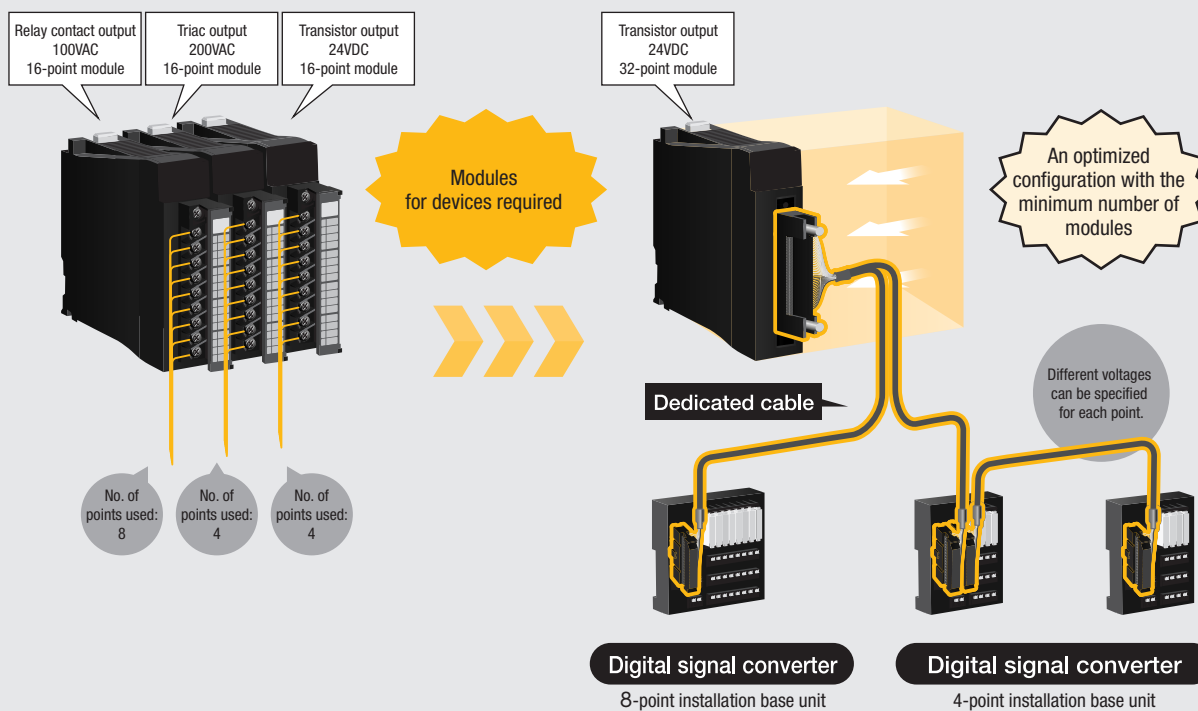 Relay contact output
100VAC
16-point module
Triac output
200VAC
16-point module
Transistor output
24VDC
16-point module
Transistor output
24VDC
32-point module
Modules
for devices required
An optimized
configuration with the
minimum number of
modules
Dedicated cable
Different voltages
can be specified
for each point.
No. of
points used:
8
No. of
points used:
4
No. of
points used:
4
Digital signal converter
8-point installation base unit
Digital signal converter
4-point installation base unit